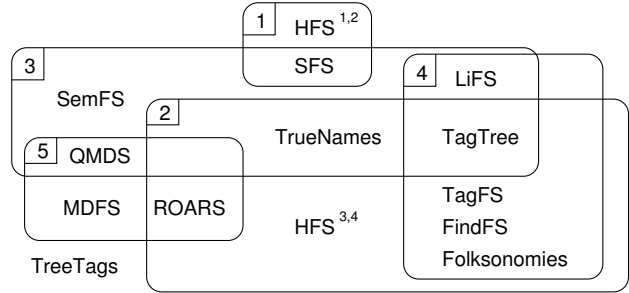 1
HFS 1,2
3
SFS
4
LiFS
SemFS
2
TrueNames
TagTree
5
QMDS
MDFS
ROARS
TagFS
HFS 3,4
FindFS
Folksonomies
TreeTags